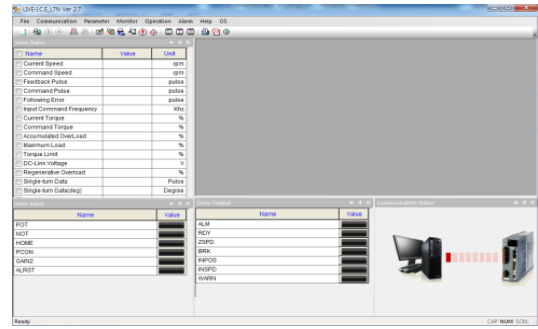 LIVE-1C.E_L7N Ver 2.7
File Communication Parameter Monitor Operation Alarm Help OS
Servo Status
Name Value Unit
Current Speed rpm
Command Speed rpm
Feedback Pulse pulse
Command Pulse pulse
Following Error pulse
Input Command Frequency Khz
Current Torque %
Command Torque %
Accumulated OverLoad %
Maximum Load %
Torque Limit %
DC-Link Voltage V
Regenerative Overload %
Single-turn Data Pulse
Single-turn Data(deg) Degree
Servo Input
Name Value
POT
NOT
HOME
PCON
GAIN2
ALRST
Servo Output
Name Value
ALM
RDY
ZSPD
BRK
INPOS
INSPD
WARN
Communication Status
Ready CAP NUM SCRL